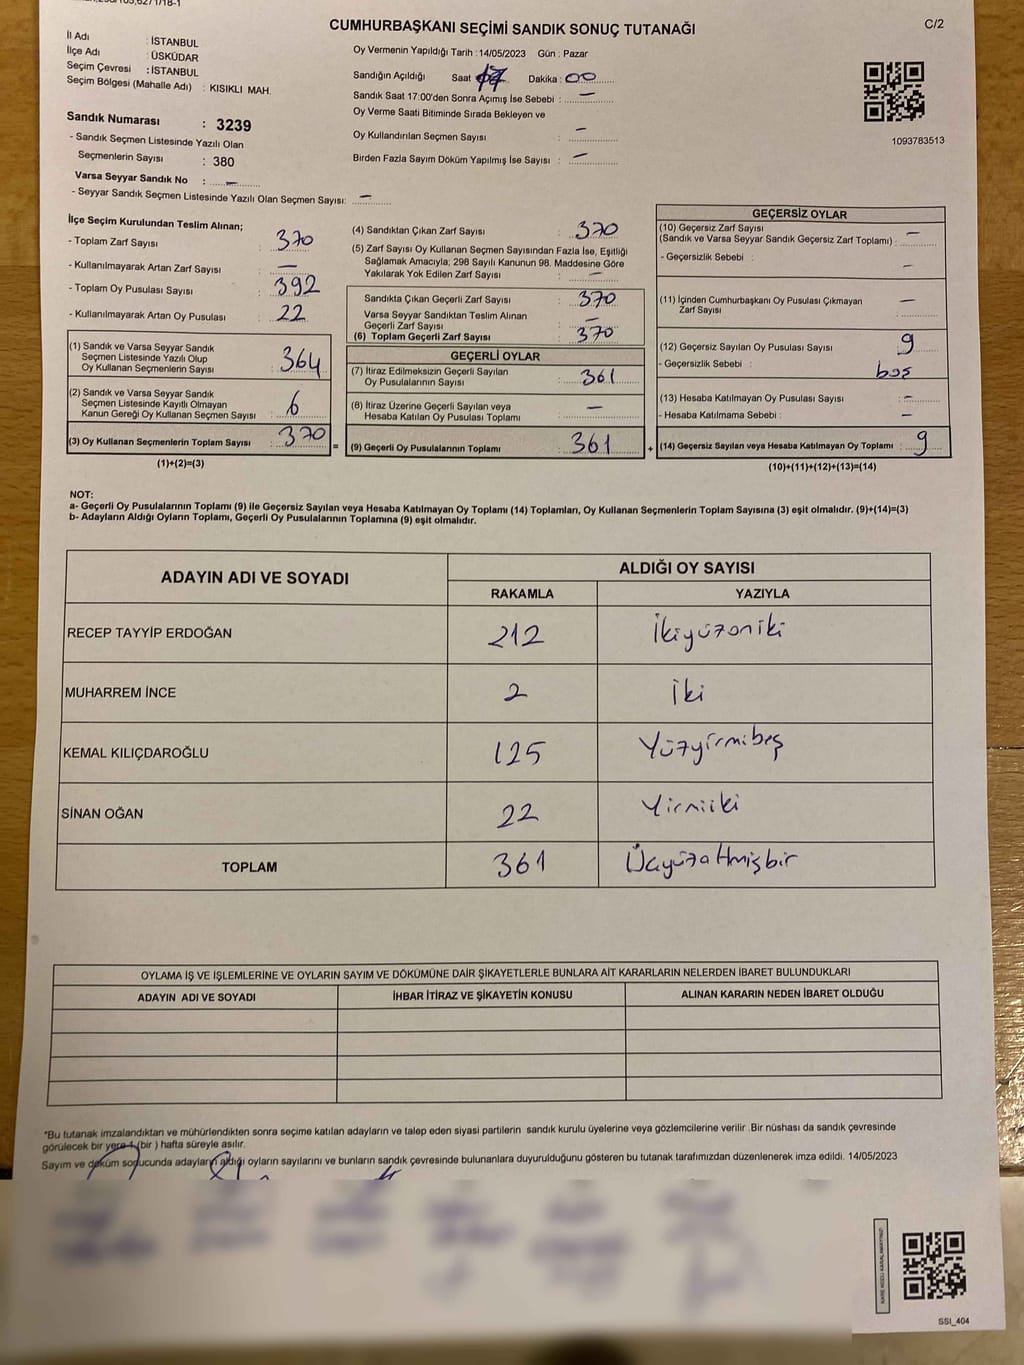 CUMHURBAŞKANI SEÇİMİ SANDIK SONUÇ TUTANAĞI
C/2
İl Adı : İSTANBUL
İlçe Adı : ÜSKÜDAR
Seçim Çevresi : İSTANBUL
Seçim Bölgesi (Mahalle Adı) : KISIKLI MAH.
Sandık Numarası : 3239
- Sandık Seçmen Listesinde Yazılı Olan
Seçmenlerin Sayısı : 380
Varsa Seyyar Sandık No : —
- Seyyar Sandık Seçmen Listesinde Yazılı Olan Seçmen Sayısı: —
Oy Vermenin Yapıldığı Tarih : 14/05/2023 Gün : Pazar
Sandığın Açıldığı Saat 17 Dakika : 00
Sandık Saat 17:00'den Sonra Açımış İse Sebebi : —
Oy Verme Saati Bitiminde Sırada Bekleyen ve
Oy Kullandırılan Seçmen Sayısı : —
Birden Fazla Sayım Döküm Yapılmış İse Sayısı : —
1093783513
İlçe Seçim Kurulundan Teslim Alınan;
- Toplam Zarf Sayısı : 370
- Kullanılmayarak Artan Zarf Sayısı : —
- Toplam Oy Pusulası Sayısı : 392
- Kullanılmayarak Artan Oy Pusulası : 22
(1) Sandık ve Varsa Seyyar Sandık
Seçmen Listesinde Yazılı Olup
Oy Kullanan Seçmenlerin Sayısı : 364
(2) Sandık ve Varsa Seyyar Sandık
Seçmen Listesinde Kayıtlı Olmayan
Kanun Gereği Oy Kullanan Seçmen Sayısı : 6
(3) Oy Kullanan Seçmenlerin Toplam Sayısı : 370 =
(1)+(2)=(3)
(4) Sandıktan Çıkan Zarf Sayısı : 370
(5) Zarf Sayısı Oy Kullanan Seçmen Sayısından Fazla İse, Eşitliği
Sağlamak Amacıyla; 298 Sayılı Kanunun 98. Maddesine Göre
Yakılarak Yok Edilen Zarf Sayısı : —
Sandıkta Çıkan Geçerli Zarf Sayısı : 370
Varsa Seyyar Sandıktan Teslim Alınan
Geçerli Zarf Sayısı : —
(6) Toplam Geçerli Zarf Sayısı : 370
GEÇERLİ OYLAR
(7) İtiraz Edilmeksizin Geçerli Sayılan
Oy Pusulalarının Sayısı : 361
(8) İtiraz Üzerine Geçerli Sayılan veya
Hesaba Katılan Oy Pusulaları Toplamı : —
(9) Geçerli Oy Pusulalarının Toplamı : 361 +
GEÇERSİZ OYLAR
(10) Geçersiz Zarf Sayısı
(Sandık ve Varsa Seyyar Sandık Geçersiz Zarf Toplamı) : —
- Geçersizlik Sebebi : —
(11) İçinden Cumhurbaşkanı Oy Pusulası Çıkmayan
Zarf Sayısı : —
(12) Geçersiz Sayılan Oy Pusulası Sayısı : 9
- Geçersizlik Sebebi : boş
(13) Hesaba Katılmayan Oy Pusulası Sayısı : —
- Hesaba Katılmama Sebebi : —
(14) Geçersiz Sayılan veya Hesaba Katılmayan Oy Toplamı : 9
(10)+(11)+(12)+(13)=(14)
NOT:
a- Geçerli Oy Pusulalarının Toplamı (9) ile Geçersiz Sayılan veya Hesaba Katılmayan Oy Toplamı (14) Toplamları, Oy Kullanan Seçmenlerin Toplam Sayısına (3) eşit olmalıdır. (9)+(14)=(3)
b- Adayların Aldığı Oyların Toplamı, Geçerli Oy Pusulalarının Toplamına (9) eşit olmalıdır.
ADAYIN ADI VE SOYADI ALDIĞI OY SAYISI
RAKAMLA YAZIYLA
RECEP TAYYİP ERDOĞAN 212 İkiyüzoniki
MUHARREM İNCE 2 İki
KEMAL KILIÇDAROĞLU 125 Yüzyirmibeş
SİNAN OĞAN 22 Yirmiiki
TOPLAM 361 Üçyüzaltmışbir
OYLAMA İŞ VE İŞLEMLERİNE VE OYLARIN SAYIM VE DÖKÜMÜNE DAİR ŞİKAYETLERLE BUNLARA AİT KARARLARIN NELERDEN İBARET BULUNDUKLARI
ADAYIN ADI VE SOYADI İHBAR İTİRAZ VE ŞİKAYETİN KONUSU ALINAN KARARIN NEDEN İBARET OLDUĞU
*Bu tutanak imzalandıktan ve mühürlendikten sonra seçime katılan adayların ve talep eden siyasi partilerin sandık kurulu üyelerine veya gözlemcilerine verilir .Bir nüshası da sandık çevresinde
görülecek bir yere 1 (bir ) hafta süreyle asılır.
Sayım ve döküm sonucunda adayların aldığı oyların sayılarını ve bunların sandık çevresinde bulunanlara duyurulduğunu gösteren bu tutanak tarafımızdan düzenlenerek imza edildi. 14/05/2023
SSI_404